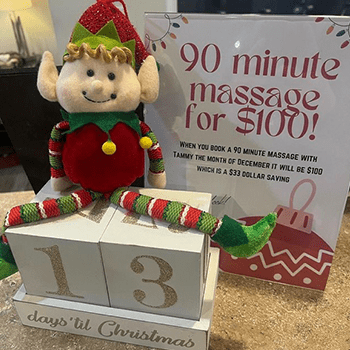 90 minute
massage
for $100!
WHEN YOU BOOK A 90 MINUTE MASSAGE WITH
TAMMY THE MONTH OF DECEMBER IT WILL BE $100
WHICH IS A $33 DOLLAR SAVING
13
days 'til Christmas